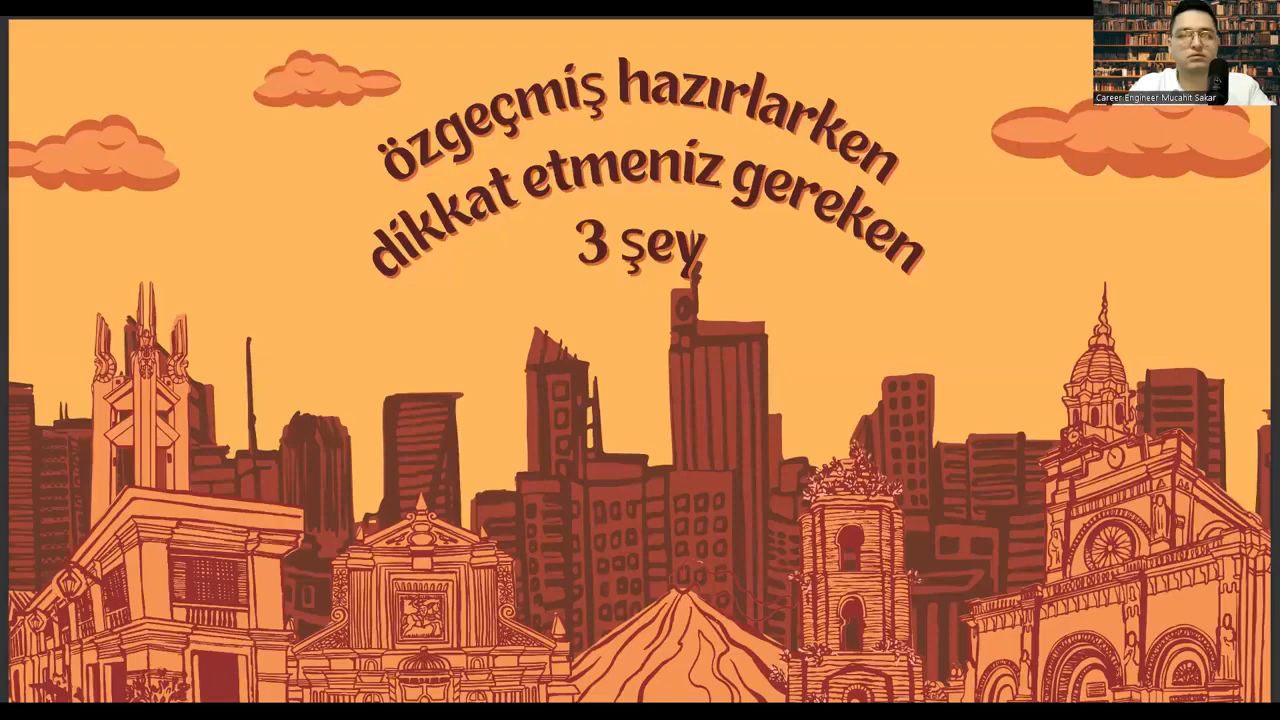 özgeçmiş hazırlarken
dikkat etmeniz gereken
3 şey
Career Engineer Mucahit Sakar